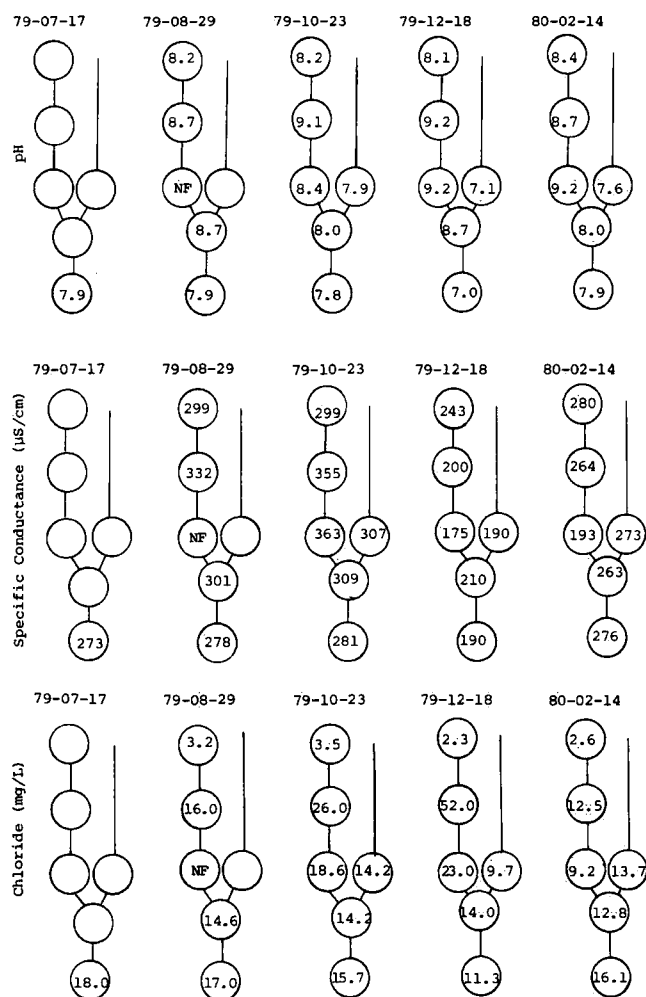 79-07-17 79-08-29 79-10-23 79-12-18 80-02-14
8.2 8.2 8.1 8.4
8.7 9.1 9.2 8.7
pH
NF 8.4 7.9 9.2 7.1 9.2 7.6
8.7 8.0 8.7 8.0
7.9 7.9 7.8 7.0 7.9
79-07-17 79-08-29 79-10-23 79-12-18 80-02-14
299 299 243 280
332 355 200 264
Specific Conductance (µS/cm)
NF 363 307 175 190 193 273
301 309 210 263
273 278 281 190 276
79-07-17 79-08-29 79-10-23 79-12-18 80-02-14
3.2 3.5 2.3 2.6
16.0 26.0 52.0 12.5
Chloride (mg/L)
NF 18.6 14.2 23.0 9.7 9.2 13.7
14.6 14.2 14.0 12.8
18.0 17.0 15.7 11.3 16.1